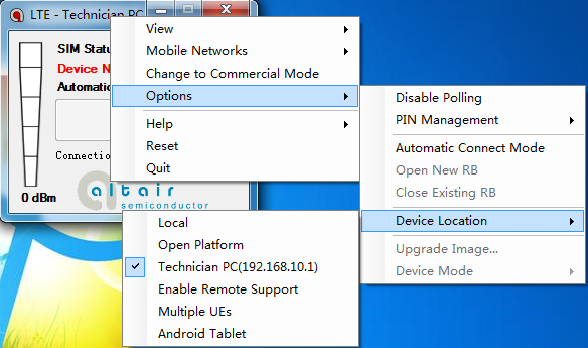 LTE - Technician PC
SIM Statu
Device N
Automatic
Connection
0 dBm
altair
semiconductor
View
Mobile Networks
Change to Commercial Mode
Options
Help
Reset
Quit
Disable Polling
PIN Management
Automatic Connect Mode
Open New RB
Close Existing RB
Device Location
Upgrade Image...
Device Mode
Local
Open Platform
Technician PC(192.168.10.1)
Enable Remote Support
Multiple UEs
Android Tablet